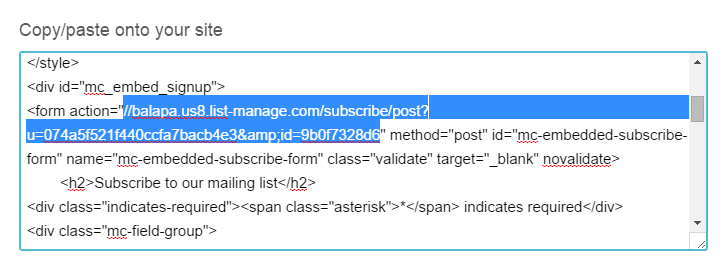 Copy/paste onto your site
</style>
<div id="mc_embed_signup">
<form action="//balapa.us8.list-manage.com/subscribe/post?
u=074a5f521f440ccfa7bacb4e3&amp;id=9b0f7328d6" method="post" id="mc-embedded-subscribe-
form" name="mc-embedded-subscribe-form" class="validate" target="_blank" novalidate>
<h2>Subscribe to our mailing list</h2>
<div class="indicates-required"><span class="asterisk">*</span> indicates required</div>
<div class="mc-field-group">